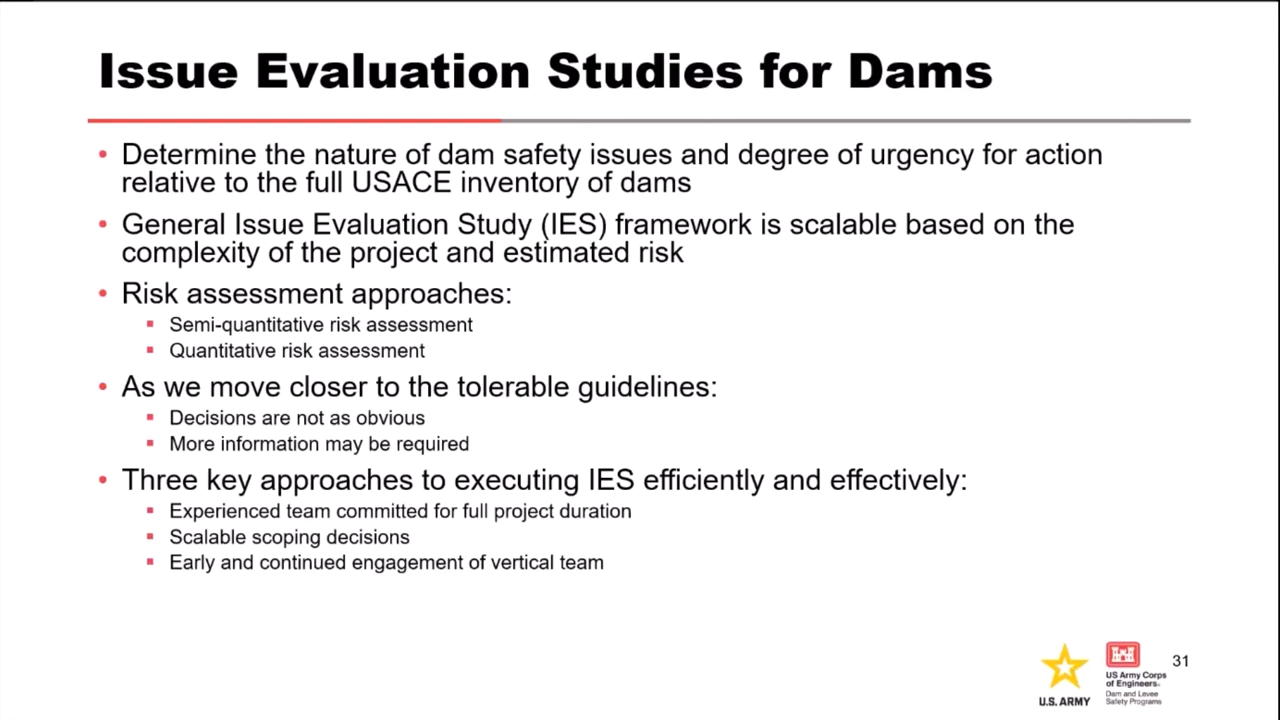 Issue Evaluation Studies for Dams
• Determine the nature of dam safety issues and degree of urgency for action
relative to the full USACE inventory of dams
• General Issue Evaluation Study (IES) framework is scalable based on the
complexity of the project and estimated risk
• Risk assessment approaches:
▪ Semi-quantitative risk assessment
▪ Quantitative risk assessment
• As we move closer to the tolerable guidelines:
▪ Decisions are not as obvious
▪ More information may be required
• Three key approaches to executing IES efficiently and effectively:
▪ Experienced team committed for full project duration
▪ Scalable scoping decisions
▪ Early and continued engagement of vertical team
U.S. ARMY
US Army Corps
of Engineers.
Dam and Levee
Safety Programs
31